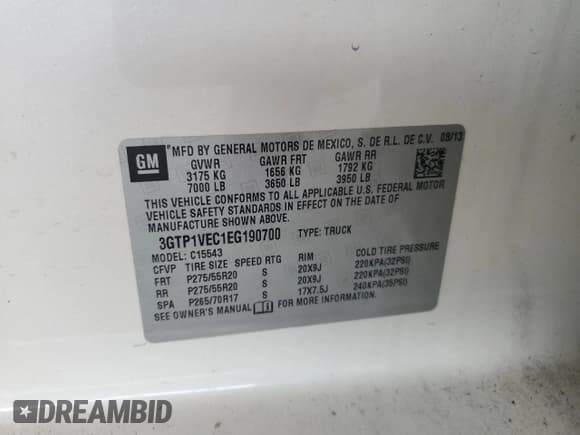 GM
MFD BY GENERAL MOTORS DE MEXICO, S. DE R.L. DE C.V. 08/13
GVWR GAWR FRT GAWR RR
3175 KG 1656 KG 1792 KG
7000 LB 3650 LB 3950 LB
THIS VEHICLE CONFORMS TO ALL APPLICABLE U.S. FEDERAL MOTOR
VEHICLE SAFETY STANDARDS IN EFFECT ON THE DATE OF
MANUFACTURE SHOWN ABOVE.
3GTP1VEC1EG190700 TYPE: TRUCK
MODEL: C15543
CFVP TIRE SIZE SPEED RTG RIM COLD TIRE PRESSURE
FRT P275/55R20 S 20X9J 220KPA(32PSI)
RR P275/55R20 S 20X9J 220KPA(32PSI)
SPA P265/70R17 S 17X7.5J 240KPA(35PSI)
SEE OWNER'S MANUAL FOR MORE INFORMATION.
DREAMBID